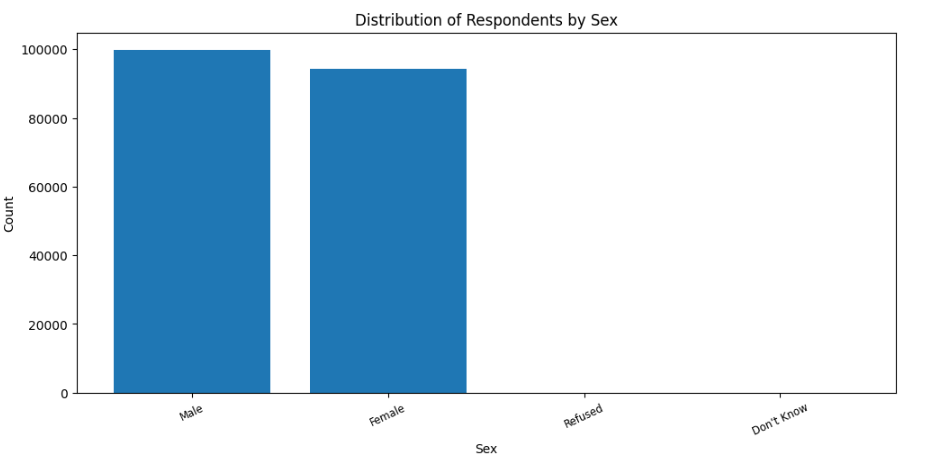 Distribution of Respondents by Sex
100000
80000
60000
40000
20000
0
Count
Male
Female
Refused
Don't Know
Sex